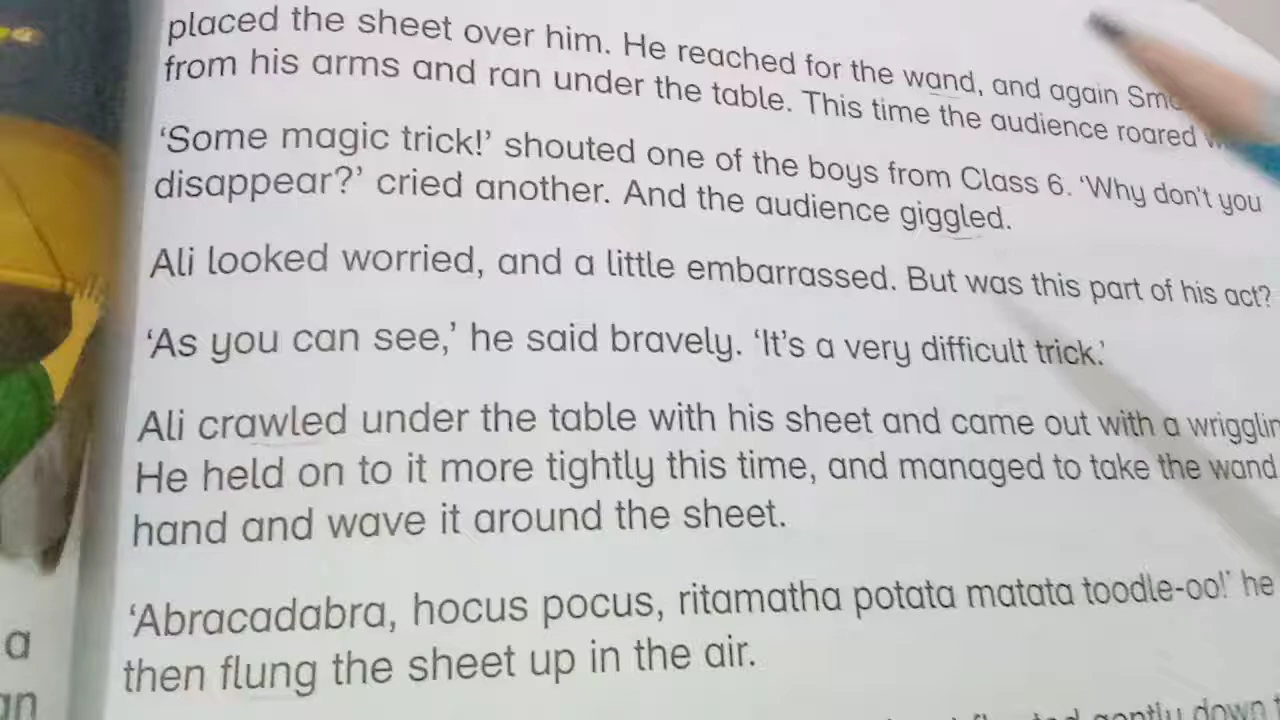 placed the sheet over him. He reached for the wand, and again
from his arms and ran under the table. This time the audience roared
‘Some magic trick!’ shouted one of the boys from Class 6. ‘Why don't you
disappear?’ cried another. And the audience giggled.
Ali looked worried, and a little embarrassed. But was this part of his act?
‘As you can see,’ he said bravely. ‘It's a very difficult trick.’
Ali crawled under the table with his sheet and came out with a
He held on to it more tightly this time, and managed to take the wand
hand and wave it around the sheet.
‘Abracadabra, hocus pocus, ritamatha potata matata toodle-oo!’ he
then flung the sheet up in the air.
gently down
a